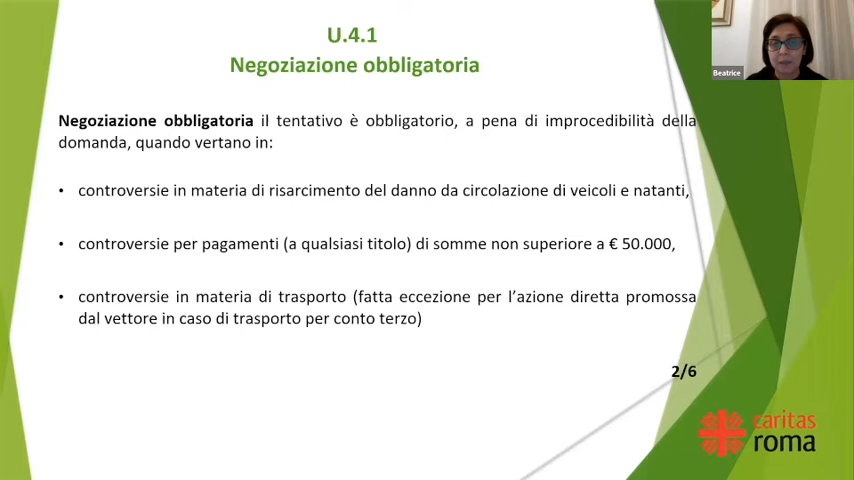 U.4.1
Negoziazione obbligatoria
Beatrice
Negoziazione obbligatoria il tentativo è obbligatorio, a pena di improcedibilità della
domanda, quando vertano in:
• controversie in materia di risarcimento del danno da circolazione di veicoli e natanti,
• controversie per pagamenti (a qualsiasi titolo) di somme non superiore a € 50.000,
• controversie in materia di trasporto (fatta eccezione per l’azione diretta promossa
dal vettore in caso di trasporto per conto terzo)
2/6
caritas
roma